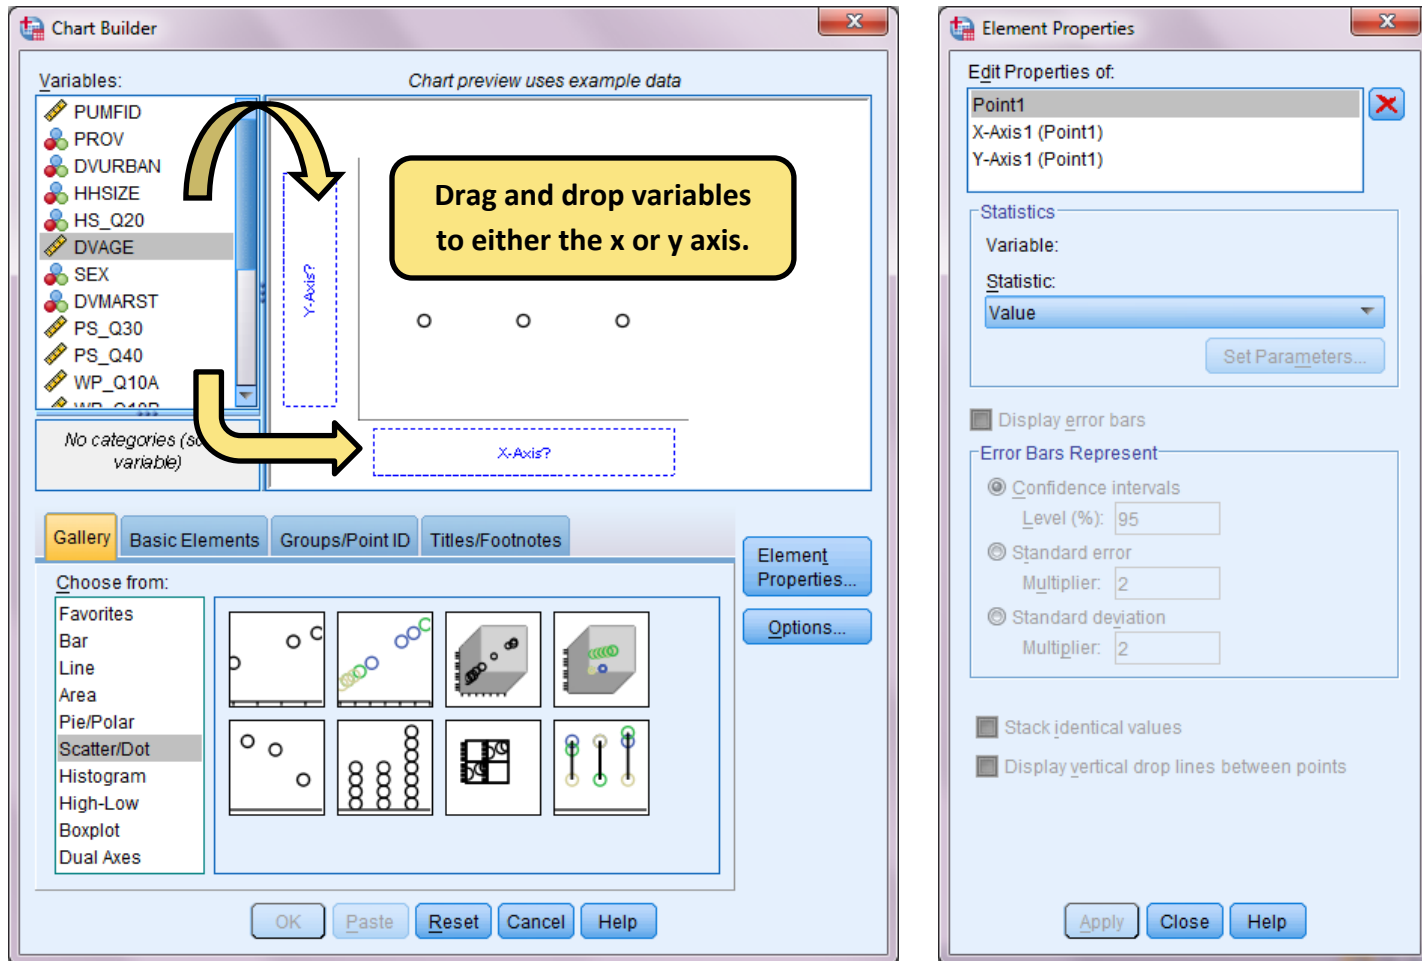 Chart Builder
Variables:
Chart preview uses example data
PUMFID
PROV
DVURBAN
HHSIZE
HS_Q20
DVAGE
SEX
DVMARST
PS_Q30
PS_Q40
WP_Q10A
No categories (sc
variable)
Drag and drop variables
to either the x or y axis.
Y-Axis?
X-Axis?
Gallery
Basic Elements
Groups/Point ID
Titles/Footnotes
Choose from:
Favorites
Bar
Line
Area
Pie/Polar
Scatter/Dot
Histogram
High-Low
Boxplot
Dual Axes
Element
Properties...
Options...
OK
Paste
Reset
Cancel
Help
Element Properties
Edit Properties of:
Point1
X-Axis1 (Point1)
Y-Axis1 (Point1)
Statistics
Variable:
Statistic:
Value
Set Parameters...
Display error bars
Error Bars Represent
Confidence intervals
Level (%): 95
Standard error
Multiplier: 2
Standard deviation
Multiplier: 2
Stack identical values
Display vertical drop lines between points
Apply
Close
Help